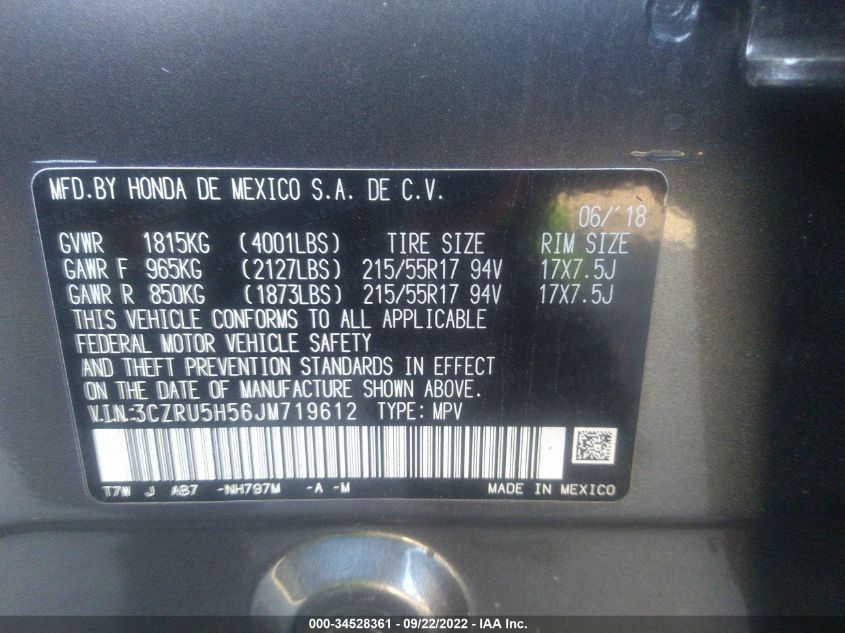 MFD.BY HONDA DE MEXICO S.A. DE C.V.
06/'18
GVWR 1815KG (4001LBS) TIRE SIZE RIM SIZE
GAWR F 965KG (2127LBS) 215/55R17 94V 17X7.5J
GAWR R 850KG (1873LBS) 215/55R17 94V 17X7.5J
THIS VEHICLE CONFORMS TO ALL APPLICABLE
FEDERAL MOTOR VEHICLE SAFETY
AND THEFT PREVENTION STANDARDS IN EFFECT
ON THE DATE OF MANUFACTURE SHOWN ABOVE.
V.I.N.:3CZRU5H56JM719612 TYPE: MPV
T7W J AB7 -NH797M -A -M MADE IN MEXICO
000-34528361 - 09/22/2022 - IAA Inc.